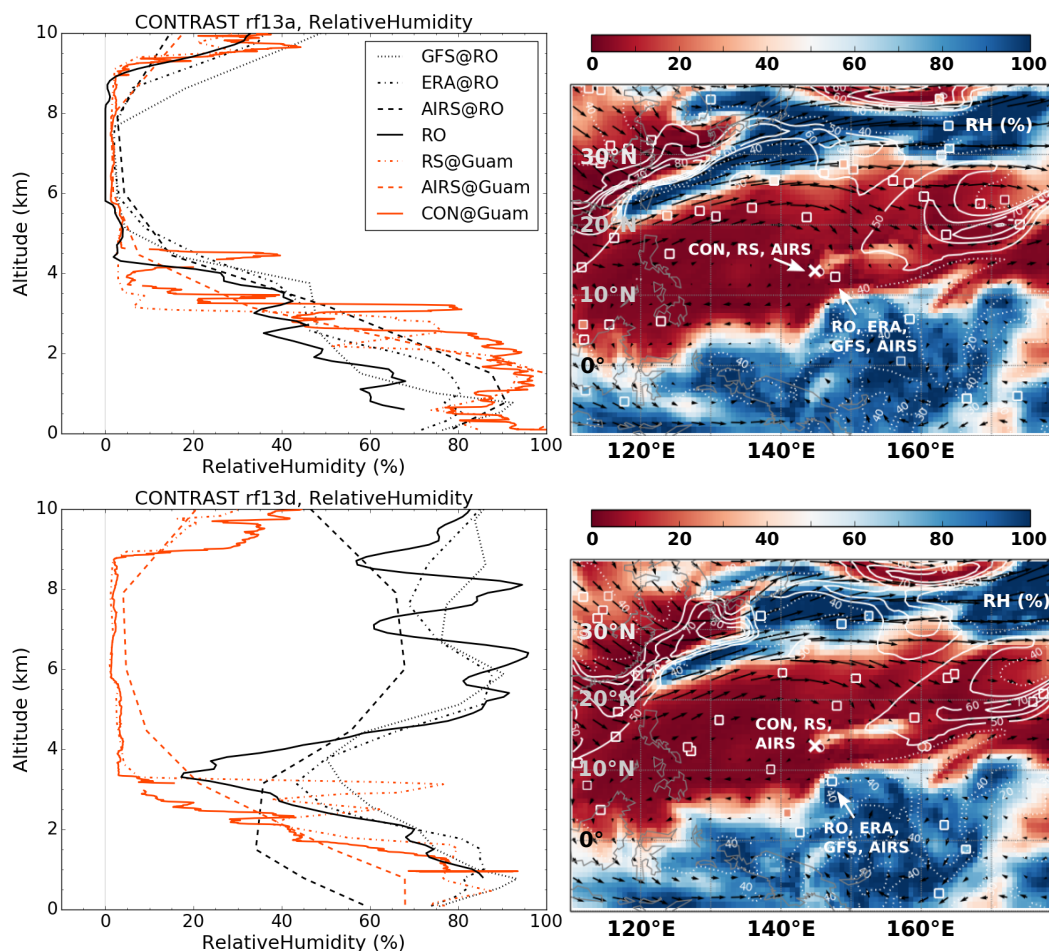 CONTRAST rf13a, RelativeHumidity
10
8
6
4
2
0
Altitude (km)
0 20 40 60 80 100
RelativeHumidity (%)
GFS@RO
ERA@RO
AIRS@RO
RO
RS@Guam
AIRS@Guam
CON@Guam
0 20 40 60 80 100
RH (%)
30°N
20°N
10°N
0°
CON, RS, AIRS
RO, ERA,
GFS, AIRS
120°E 140°E 160°E
CONTRAST rf13d, RelativeHumidity
10
8
6
4
2
0
Altitude (km)
0 20 40 60 80 100
RelativeHumidity (%)
0 20 40 60 80 100
RH (%)
30°N
20°N
10°N
0°
CON, RS,
AIRS
RO, ERA,
GFS, AIRS
120°E 140°E 160°E